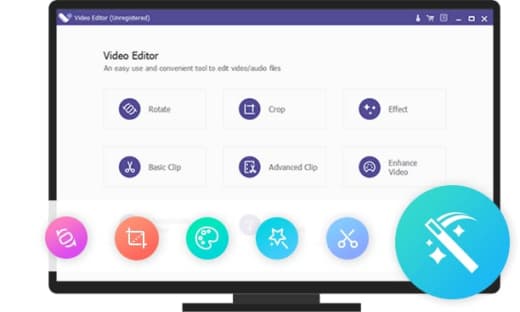 Video Editor (Unregistered)
Video Editor
An easy use and convenient tool to edit video/audio files
Rotate
Crop
Effect
Basic Clip
Advanced Clip
Enhance
Video